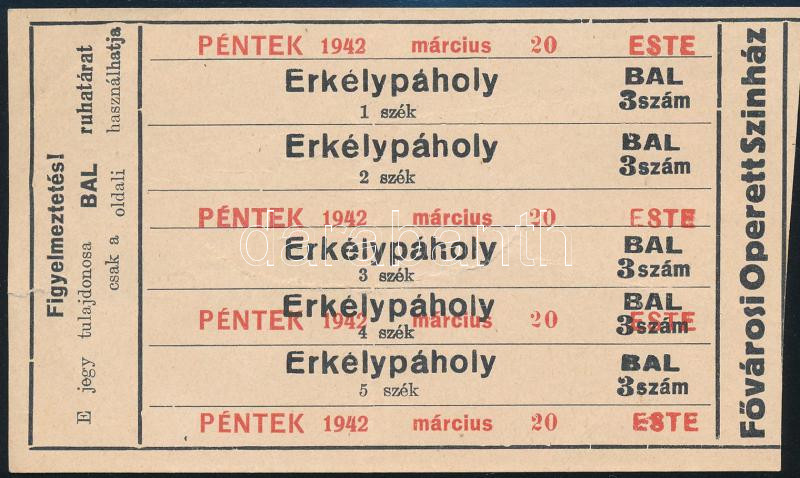 Figyelmeztetés!
E jegy tulajdonosa BAL ruhatárat
csak a oldali használhatja
PÉNTEK 1942 március 20 ESTE
Erkélypáholy BAL
1 szék 3 szám
Erkélypáholy BAL
2 szék 3 szám
PÉNTEK 1942 március 20 ESTE
Erkélypáholy BAL
3 szék 3 szám
Erkélypáholy BAL
PÉNTEK 1942 március 20 ESTE
4 szék 3 szám
Erkélypáholy BAL
5 szék 3 szám
PÉNTEK 1942 március 20 ESTE
Fővárosi Operett Szinház
darabanth